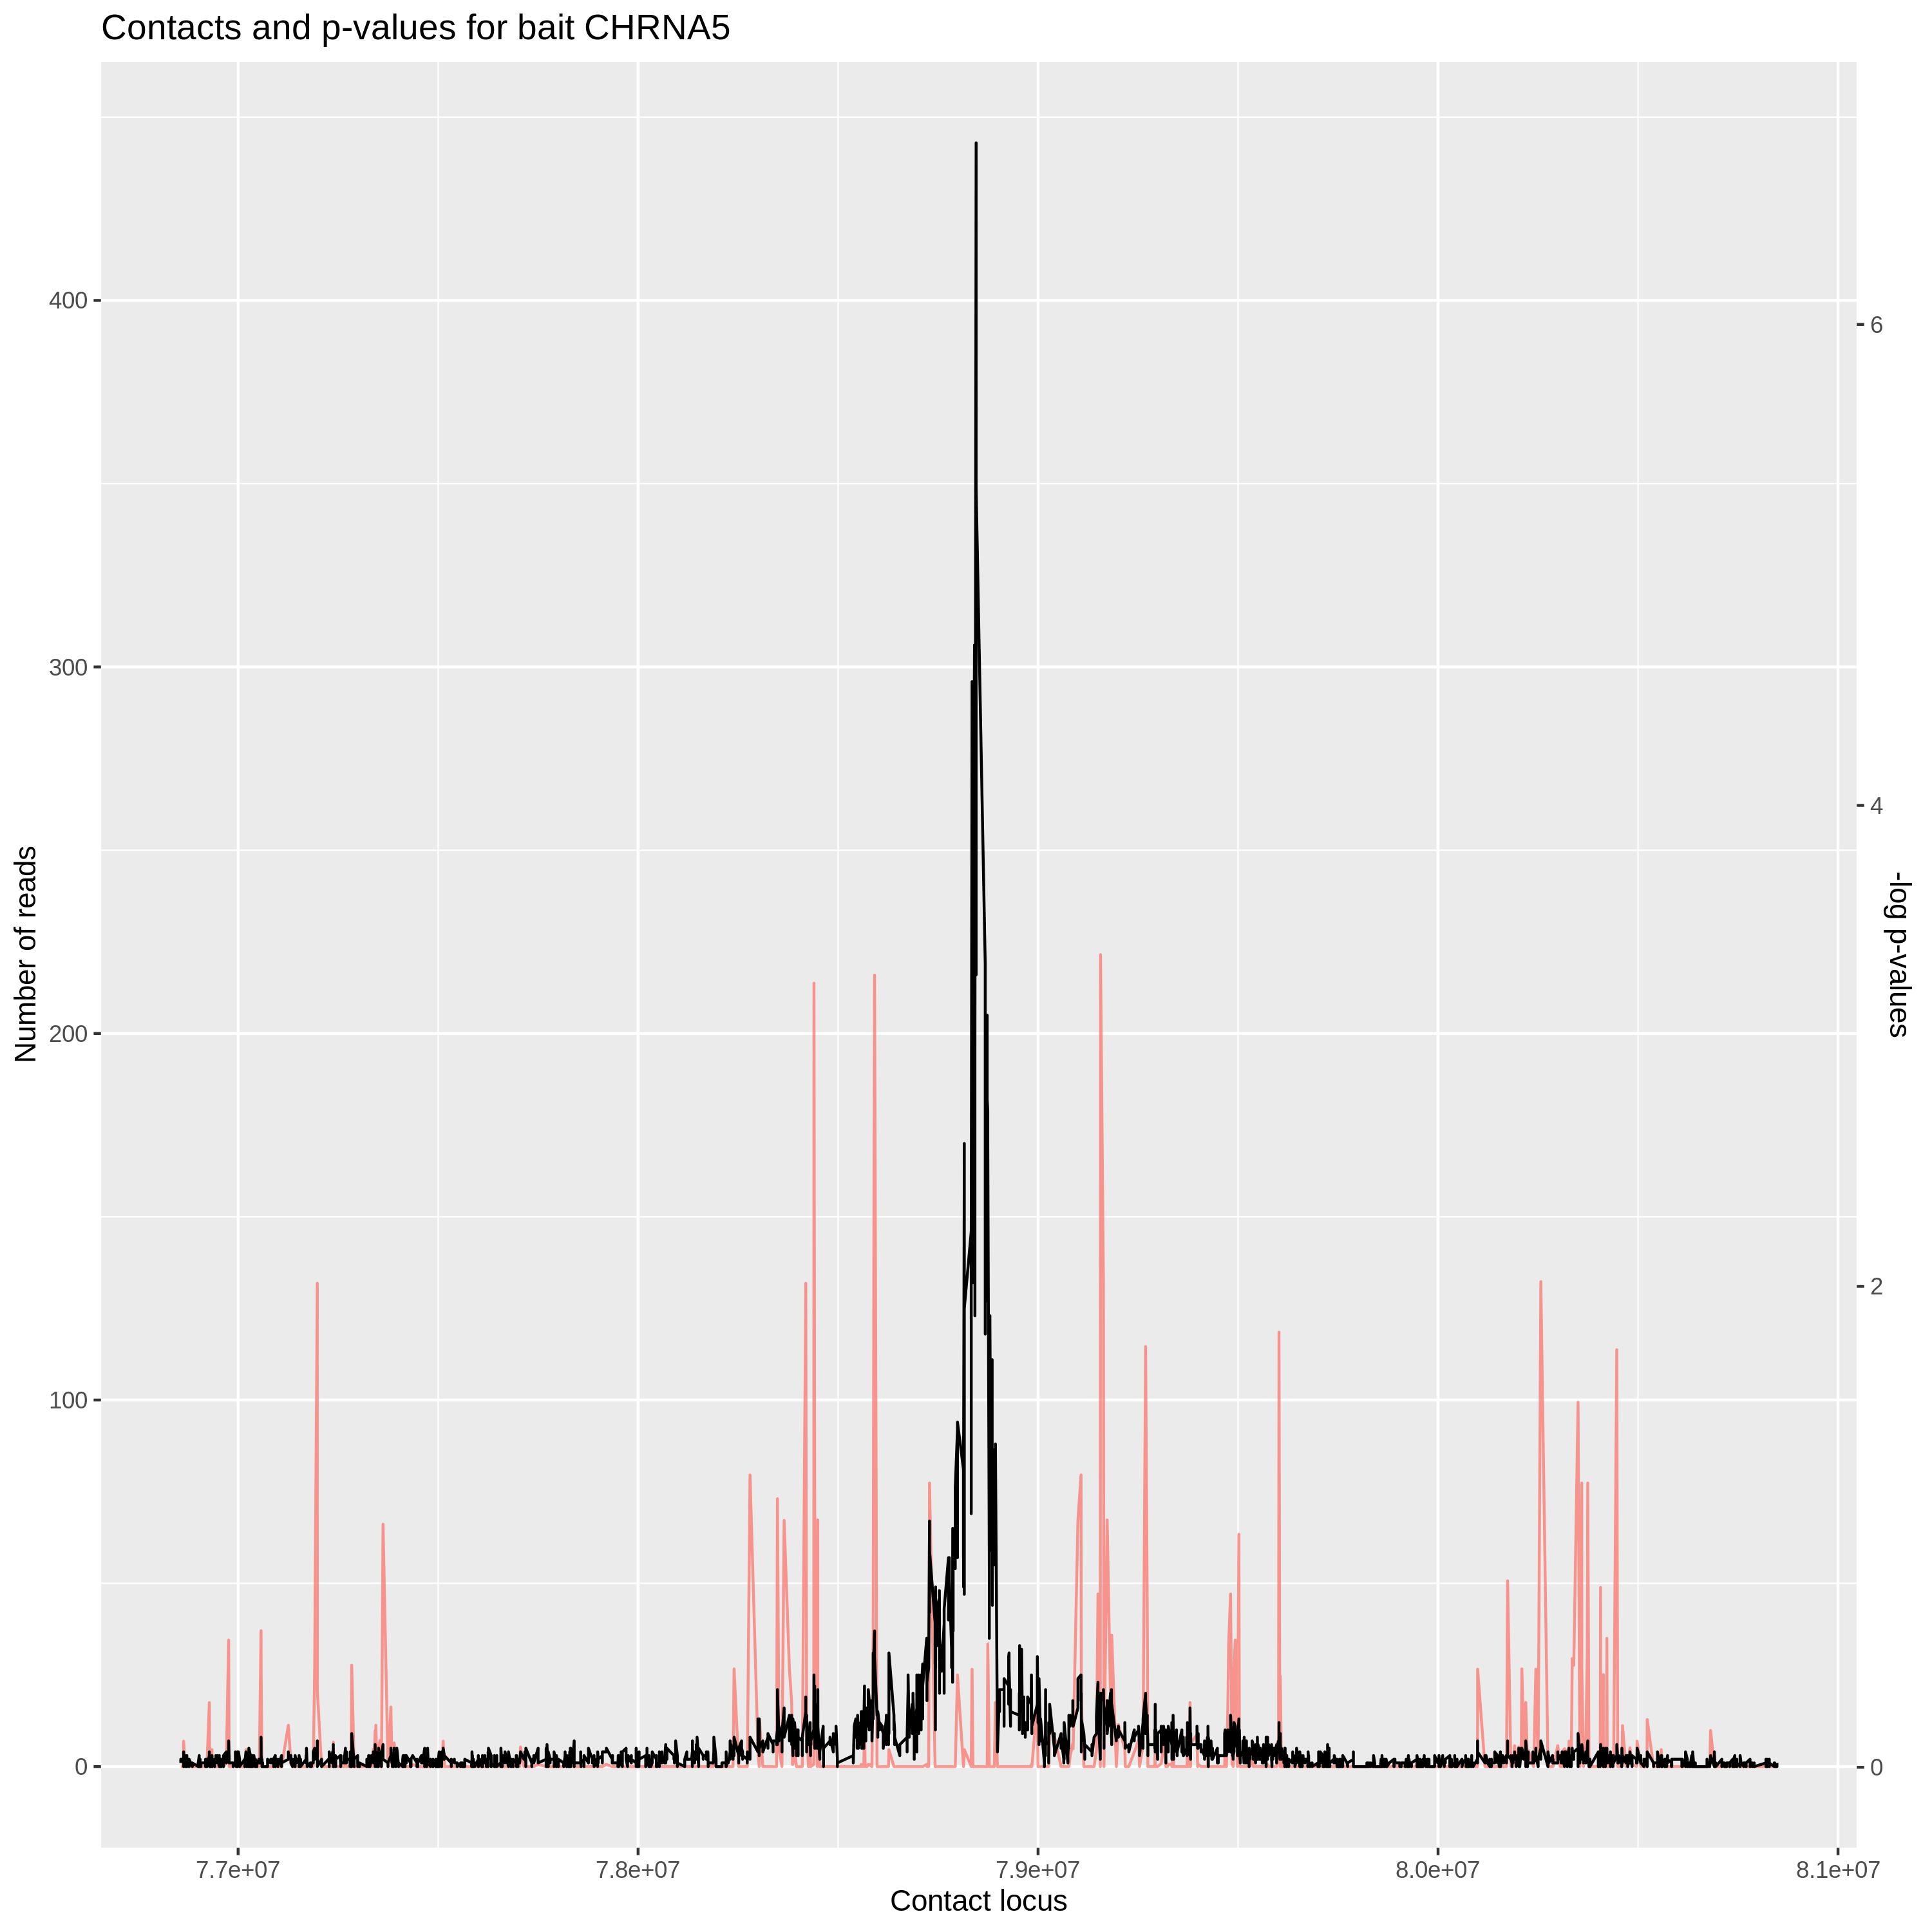 Contacts and p-values for bait CHRNA5
Number of reads
400
300
200
100
0
6
4
2
0
-log p-values
7.7e+07
7.8e+07
7.9e+07
8.0e+07
8.1e+07
Contact locus